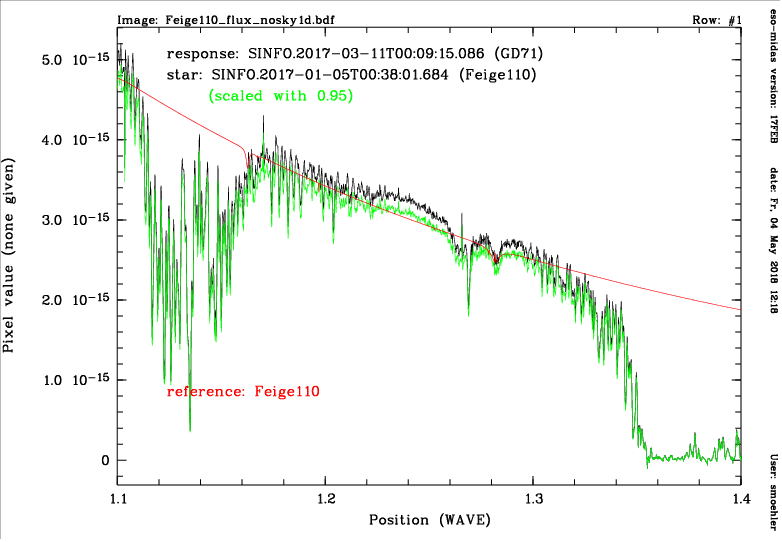 Image: Feige110_flux_nosky1d.bdf
Row: #1
response: SINFO.2017-03-11T00:09:15.086 (GD71)
star: SINFO.2017-01-05T00:38:01.684 (Feige110)
(scaled with 0.95)
reference: Feige110
Pixel value (none given)
5.0 10-15
4.0 10-15
3.0 10-15
2.0 10-15
1.0 10-15
0
1.1
1.2
1.3
1.4
Position (WAVE)
eso-midas version: 17FEB
date: Fr, 04 May 2018 12:18
User: smoehler